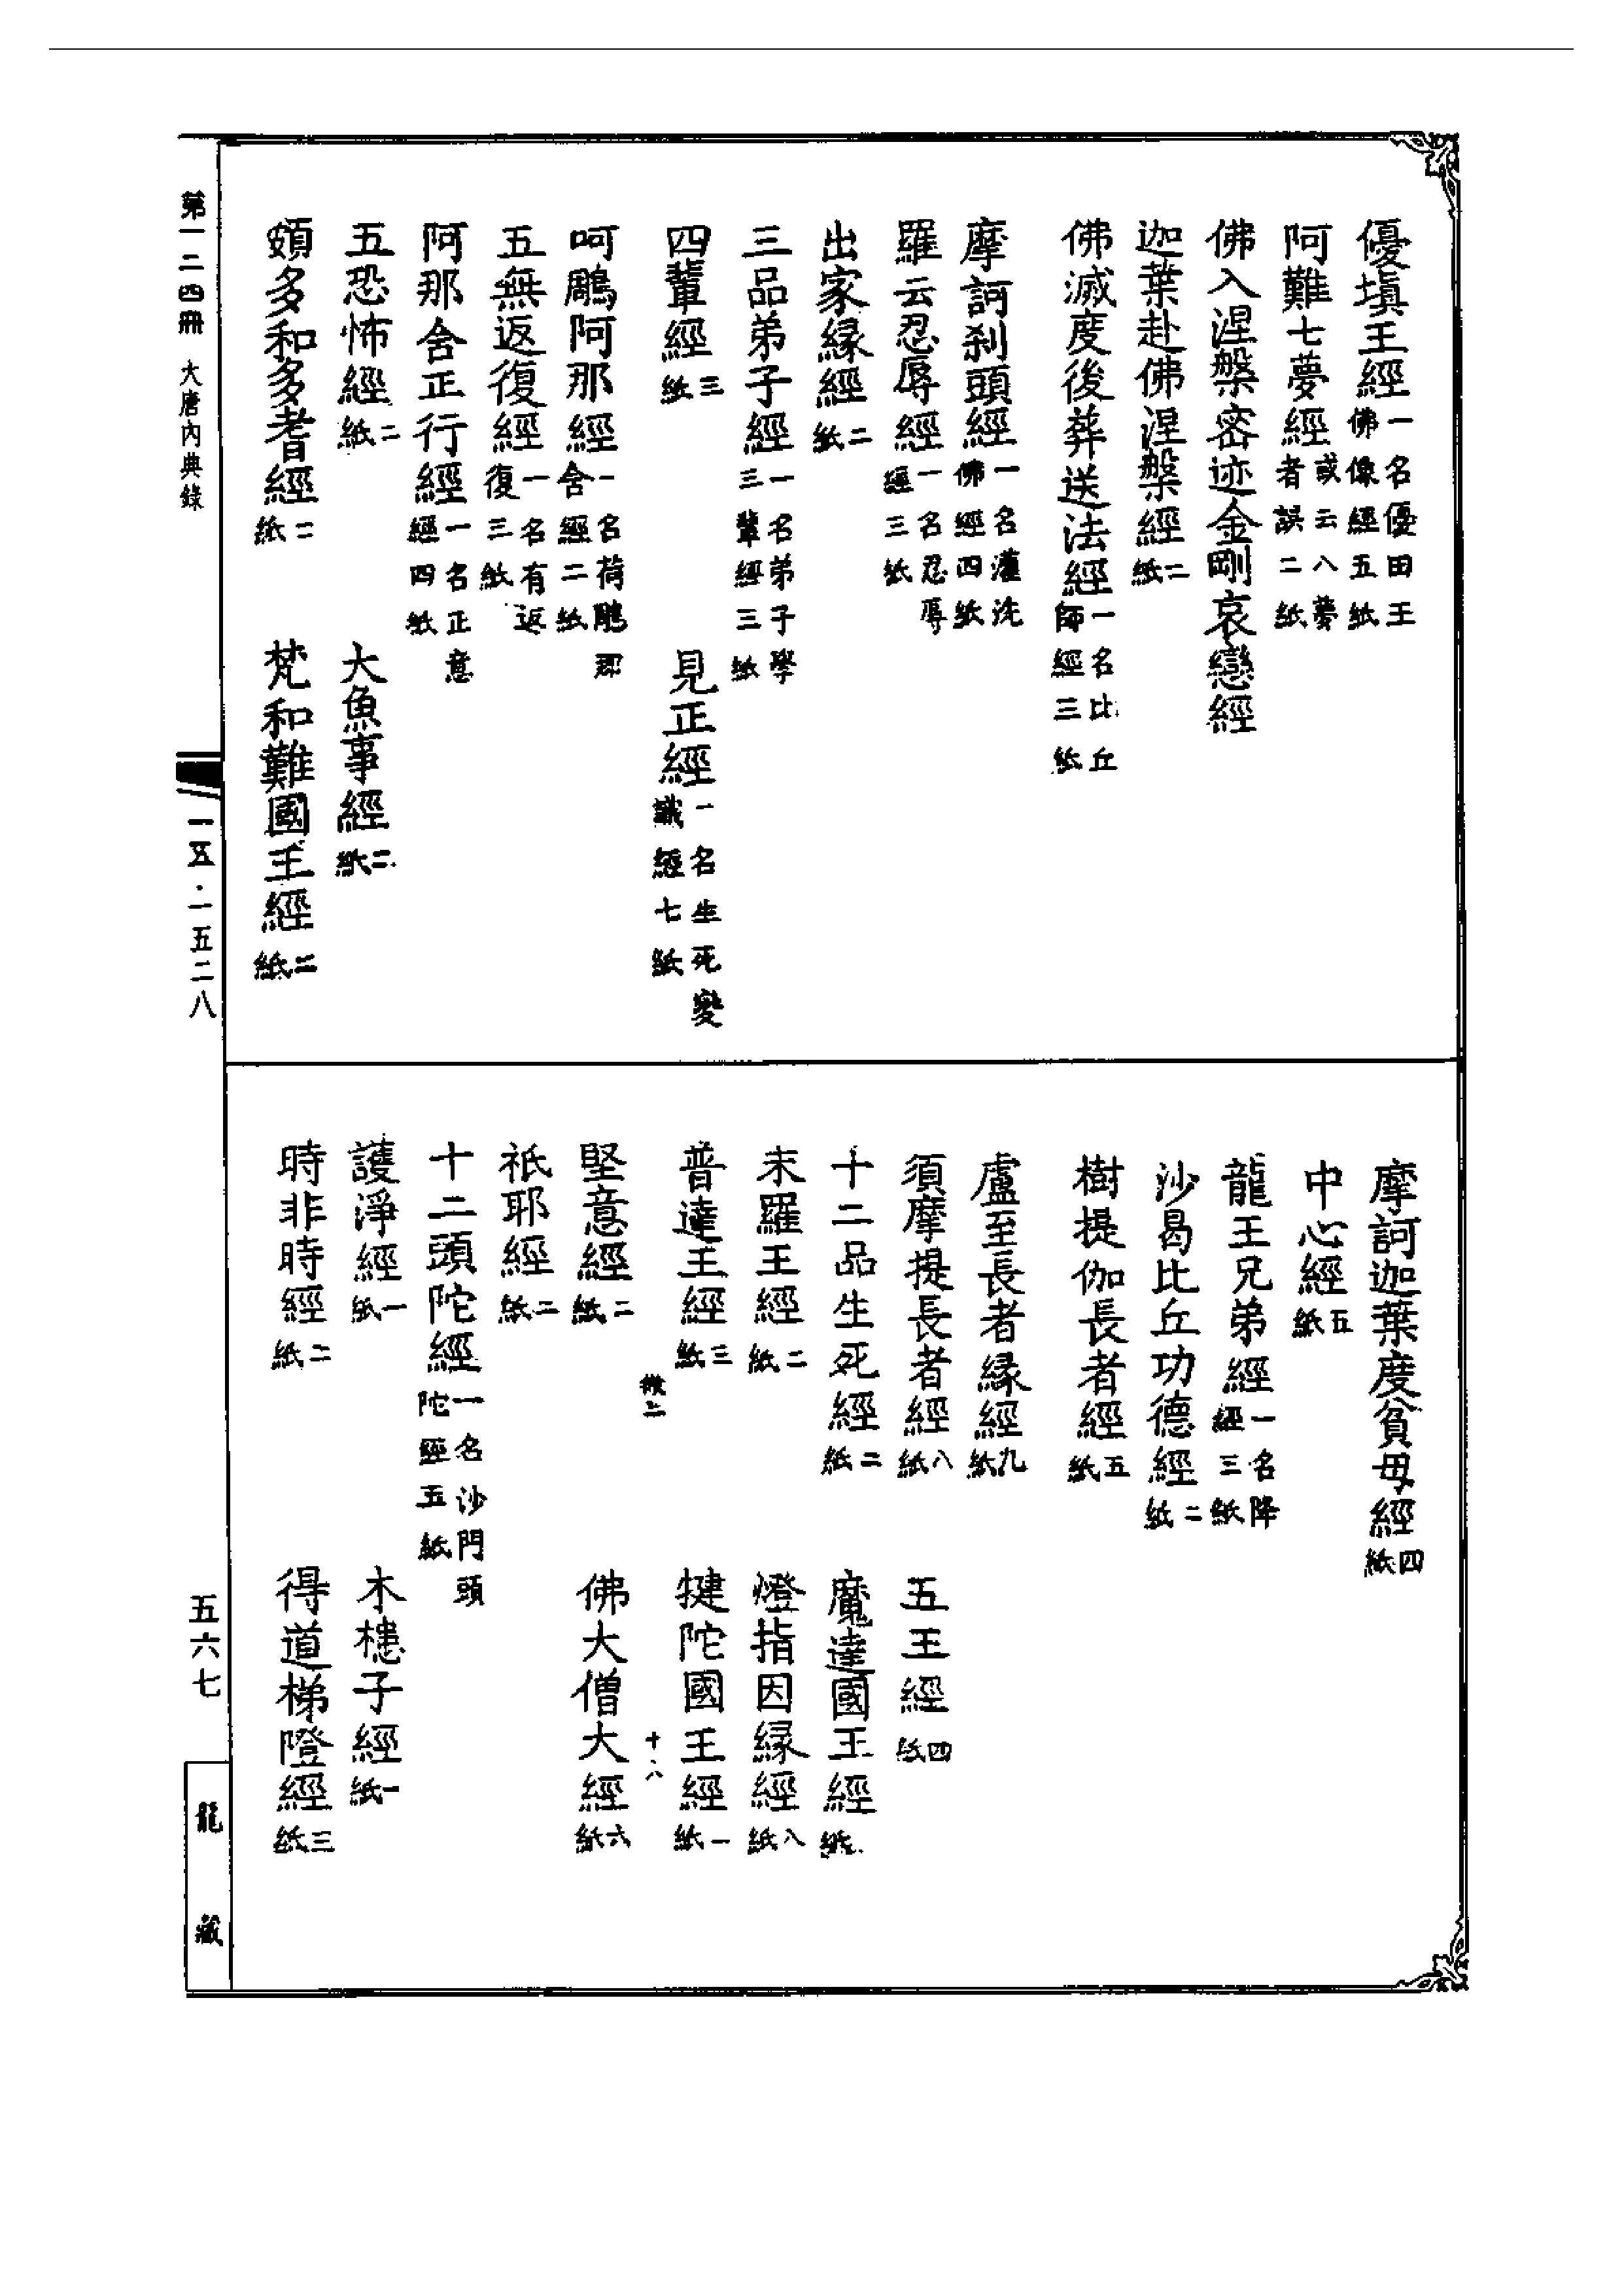 優塡王經一名優田王佛像經五紙
阿難七夢經或云八夢者誤二紙
佛入涅槃密迹金剛哀戀經
迦葉赴佛涅槃經二紙
佛滅度後葬送法經一名比丘師經三紙
摩訶刹頭經一名灌洗佛經四紙
羅云忍辱經一名忍辱經三紙
出家緣經二紙
三品弟子經一名弟子學三輩經三紙
四輩經三紙 見正經一名生死變識經七紙
呵鵰阿那經一名荷鵰那含經二紙
五無返復經一名有返復三紙
阿那含正行經一名正意經四紙
五恐怖經二紙 大魚事經二紙
頞多和多耆經二紙 梵和難國王經二紙
摩訶迦葉度貧母經四紙
中心經五紙
龍王兄弟經一名降經三紙
沙曷比丘功德經二紙
樹提伽長者經五紙
盧至長者緣經九紙
須摩提長者經八紙 五王經四紙
十二品生死經二紙 魔達國王經紙
末羅王經二紙 燈指因緣經八紙
普達王經三紙 犍陀國王經一紙
十八
堅意經二紙 佛大僧大經六紙
祇耶經二紙
十二頭陀經一名沙門頭陀經五紙
護淨經一紙 木槵子經一紙
時非時經二紙 得道梯隥經三紙
第一二四冊 大唐內典錄
一五·一五二八
五六七
龍藏